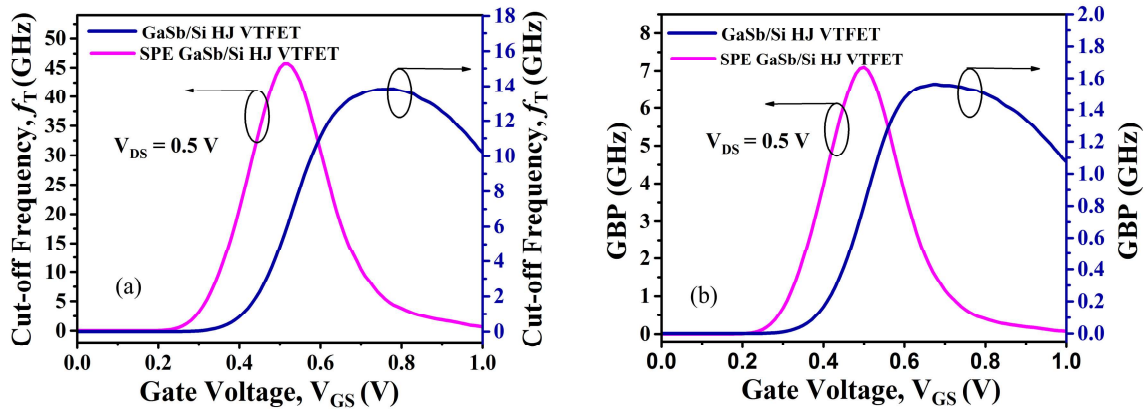 GaSb/Si HJ VTFET
SPE GaSb/Si HJ VTFET
V_DS = 0.5 V
(a)
Cut-off Frequency, f_T (GHz)
50
45
40
35
30
25
20
15
10
5
0
Cut-off Frequency, f_T (GHz)
18
16
14
12
10
8
6
4
2
0
0.0 0.2 0.4 0.6 0.8 1.0
Gate Voltage, V_GS (V)
GaSb/Si HJ VTFET
SPE GaSb/Si HJ VTFET
V_DS = 0.5 V
(b)
GBP (GHz)
8
7
6
5
4
3
2
1
0
GBP (GHz)
2.0
1.8
1.6
1.4
1.2
1.0
0.8
0.6
0.4
0.2
0.0
0.0 0.2 0.4 0.6 0.8 1.0
Gate Voltage, V_GS (V)